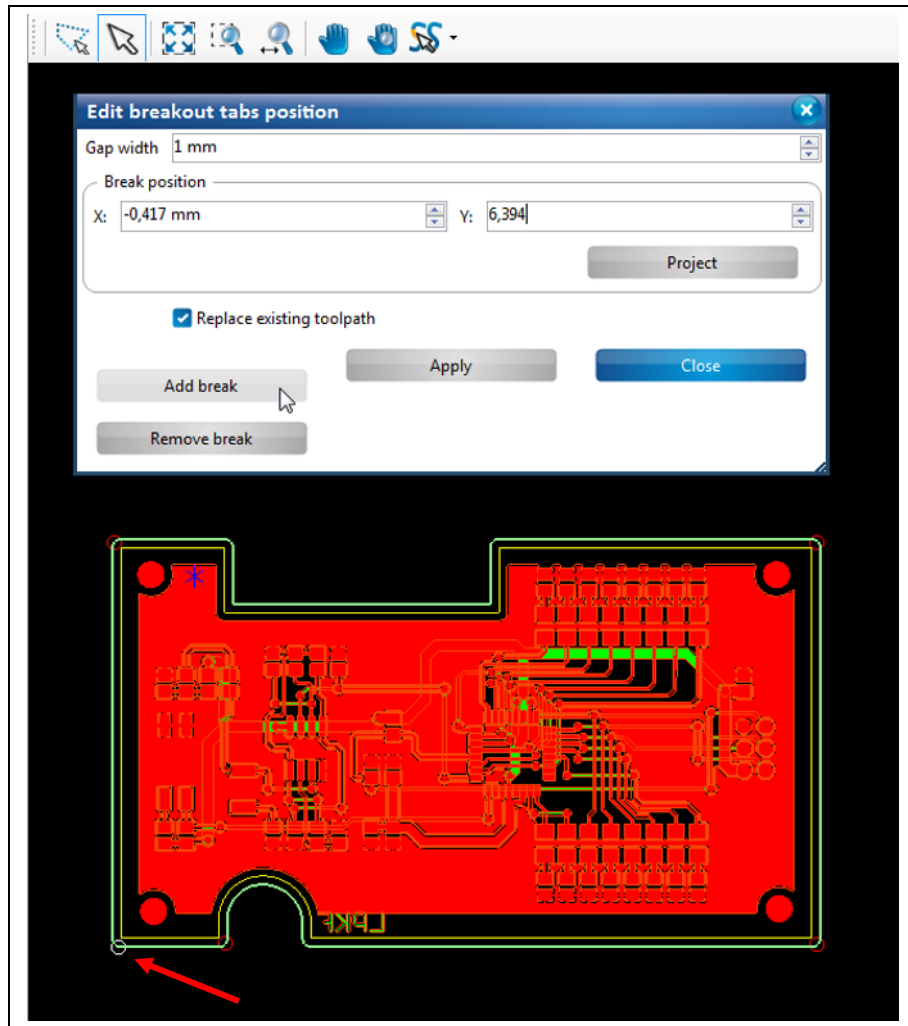 Edit breakout tabs position
Gap width 1 mm
Break position
X: -0,417 mm Y: 6,394
Project
Replace existing toolpath
Apply Close
Add break
Remove break
LPKF